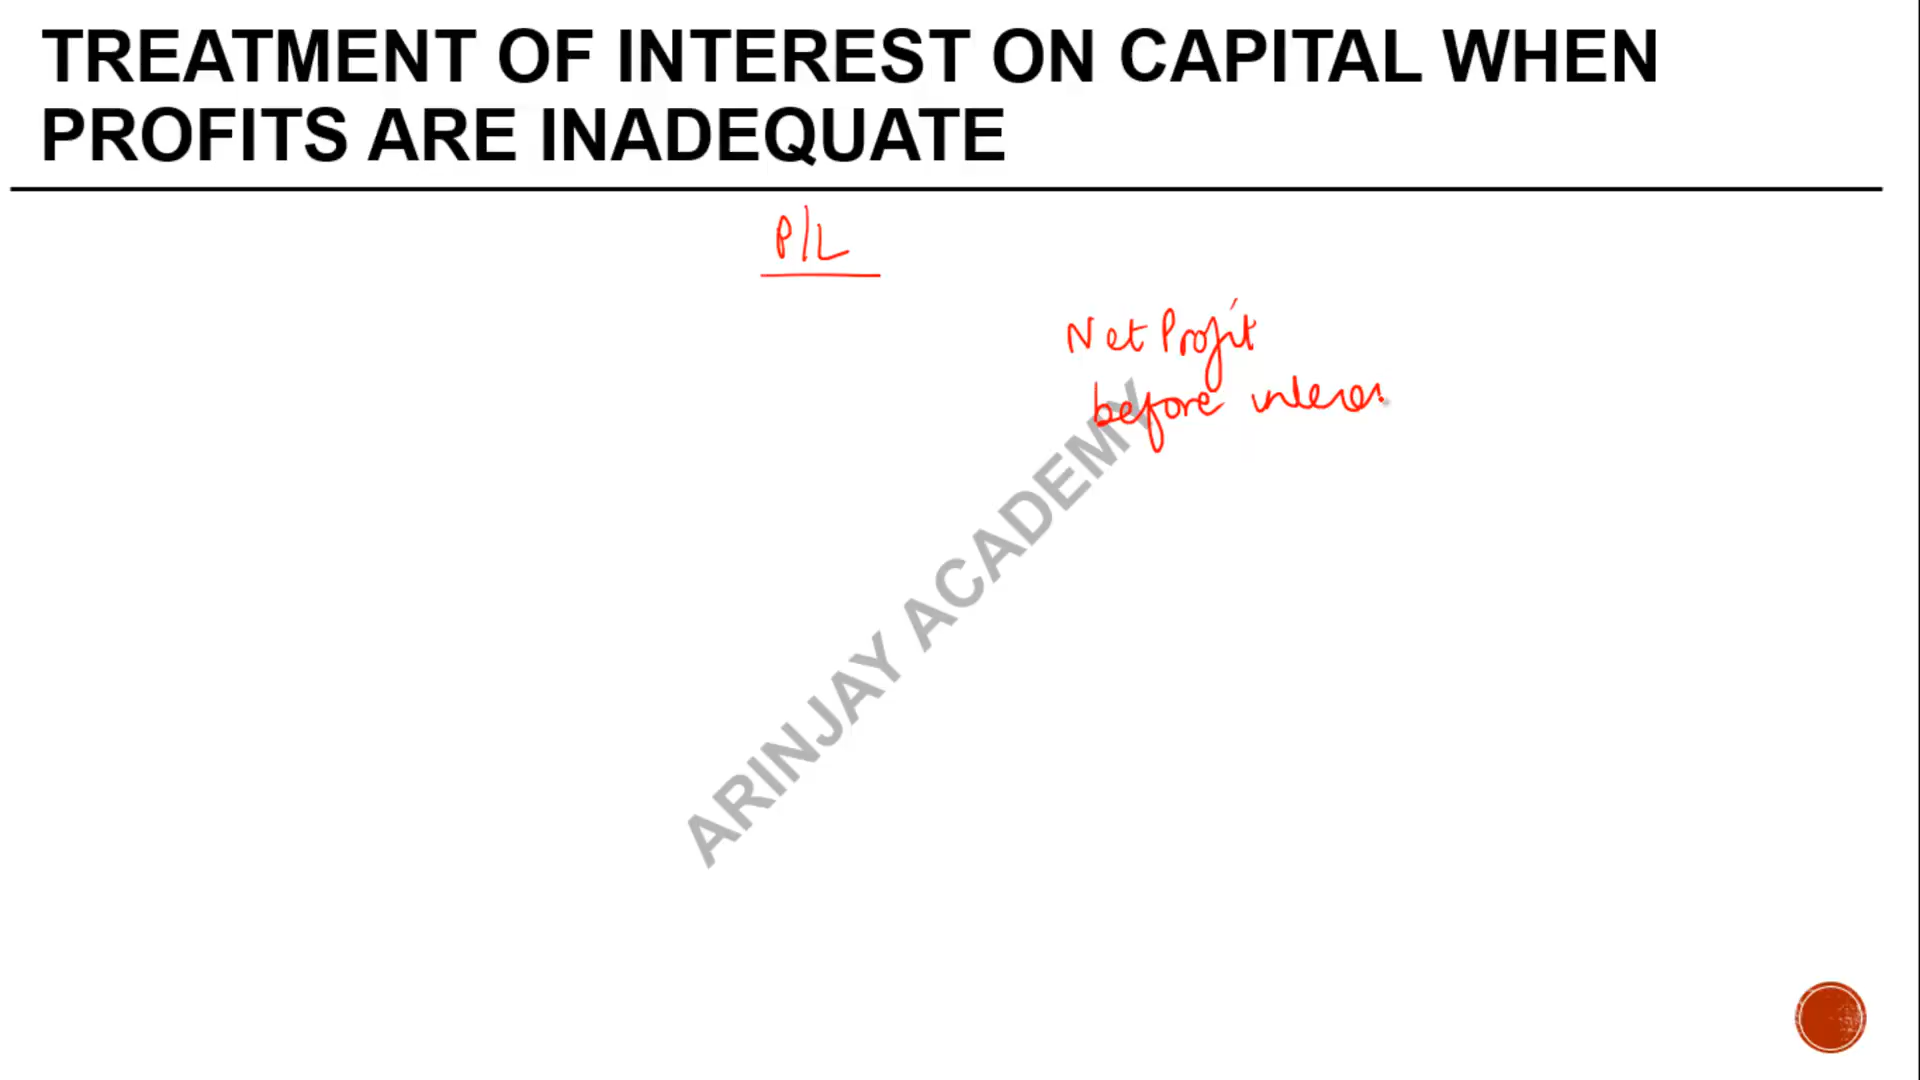 TREATMENT OF INTEREST ON CAPITAL WHEN
PROFITS ARE INADEQUATE
P/L
Net Profit
before
ARINJAY ACADEMY